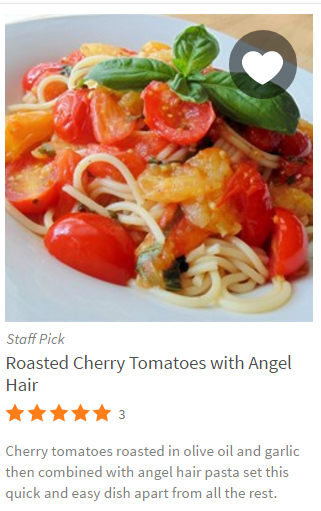 Staff Pick
Roasted Cherry Tomatoes with Angel
Hair
3
Cherry tomatoes roasted in olive oil and garlic
then combined with angel hair pasta set this
quick and easy dish apart from all the rest.